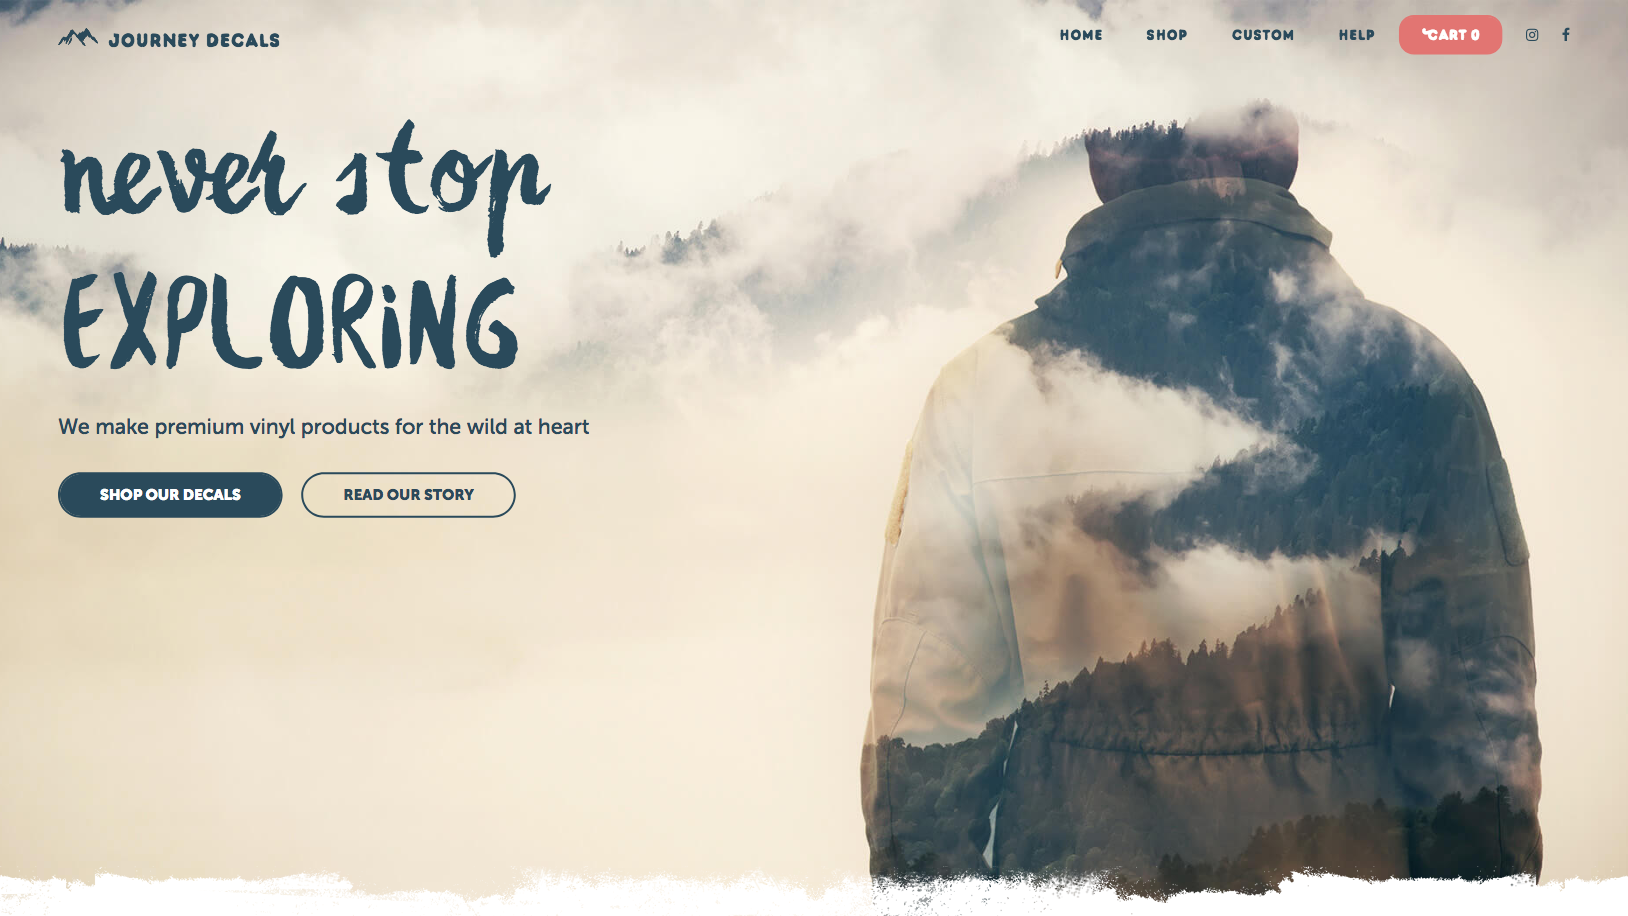 JOURNEY DECALS
HOME SHOP CUSTOM HELP CART 0
never stop
EXPLORiNG
We make premium vinyl products for the wild at heart
SHOP OUR DECALS READ OUR STORY